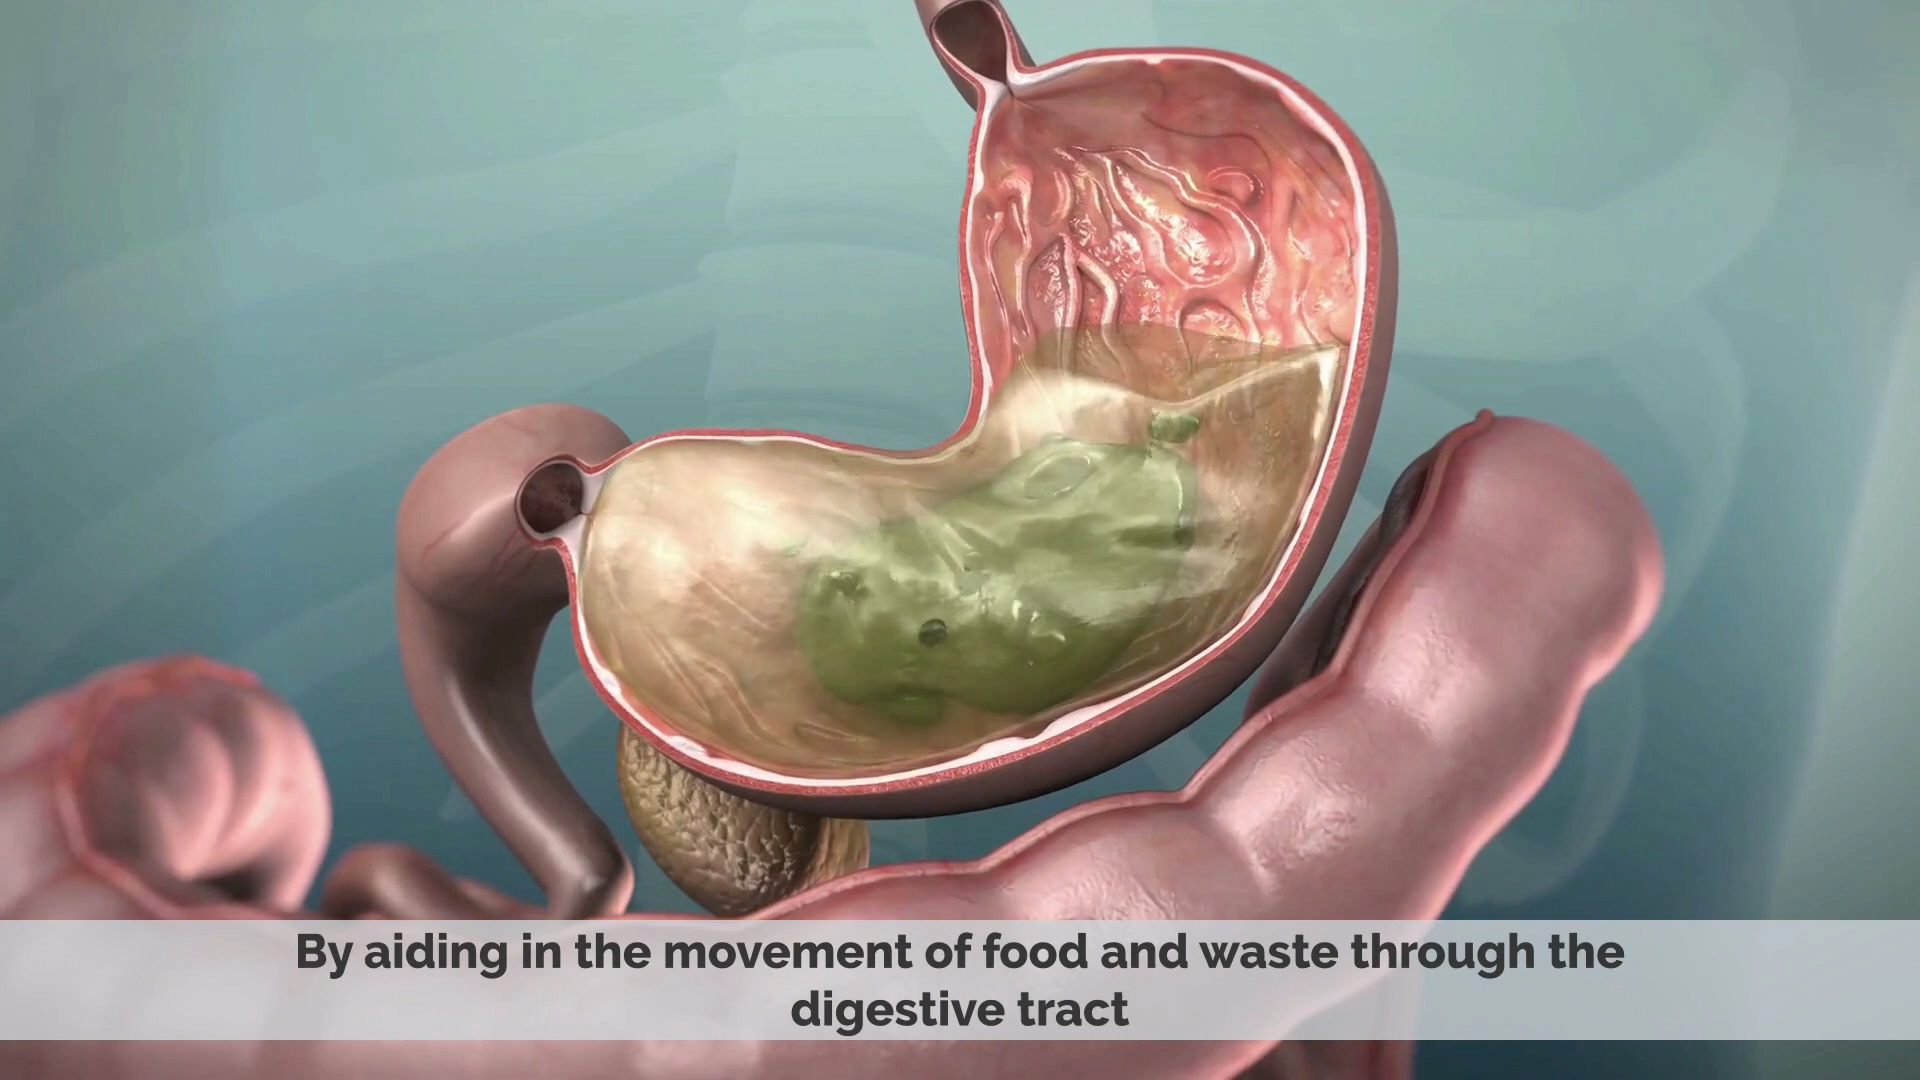 By aiding in the movement of food and waste through the
digestive tract